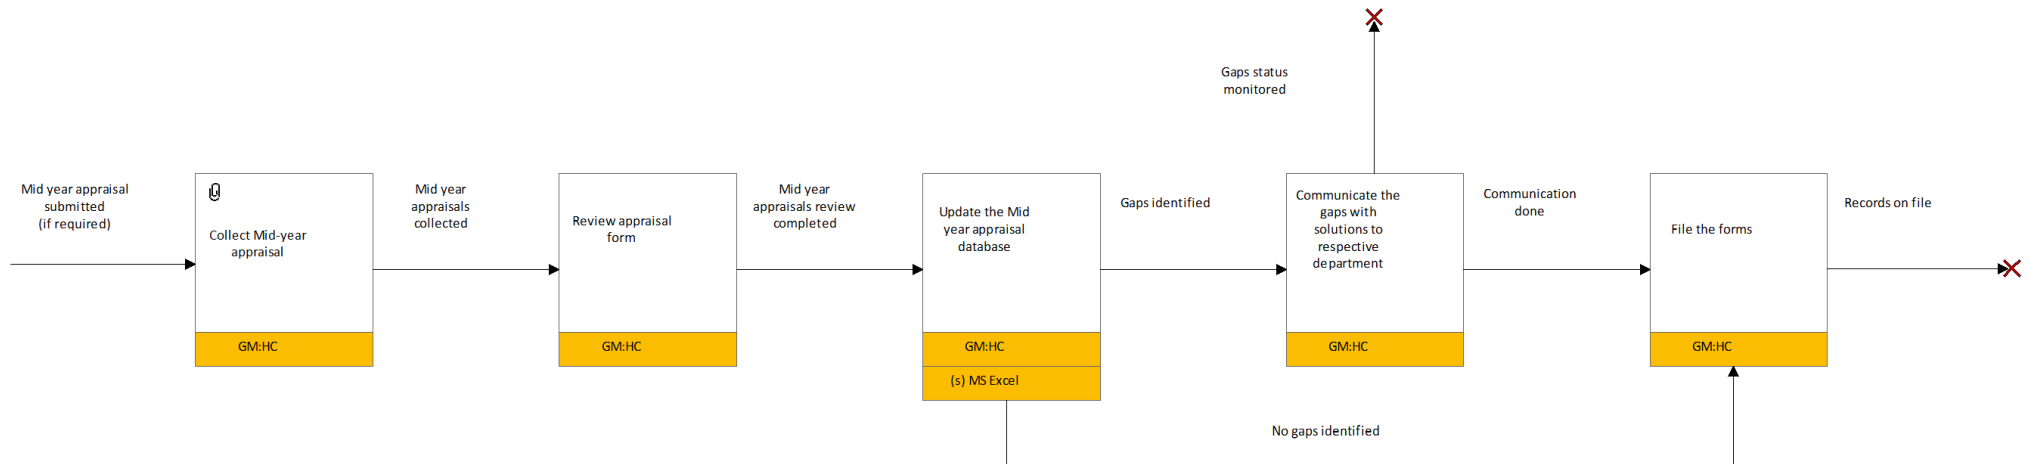 Gaps status
monitored
Mid year appraisal
submitted
(if required)
Collect Mid-year
appraisal
GM:HC
Mid year
appraisals
collected
Review appraisal
form
GM:HC
Mid year
appraisals review
completed
Update the Mid
year appraisal
database
GM:HC
(s) MS Excel
Gaps identified
Communicate the
gaps with
solutions to
respective
department
GM:HC
Communication
done
File the forms
GM:HC
Records on file
No gaps identified